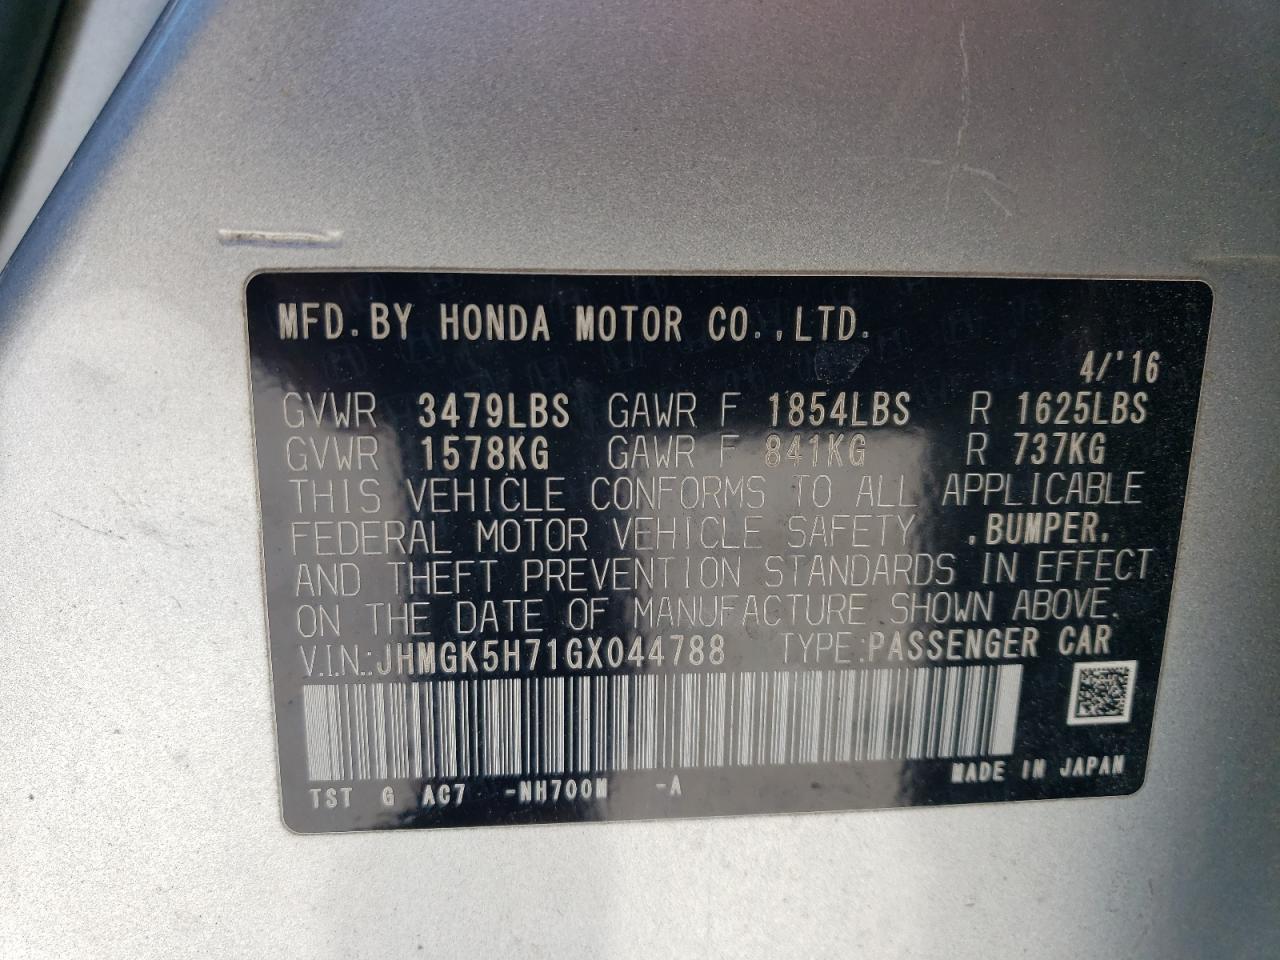 MFD. BY HONDA MOTOR CO.,LTD.
4/'16
GVWR 3479LBS GAWR F 1854LBS R 1625LBS
GVWR 1578KG GAWR F 841KG R 737KG
THIS VEHICLE CONFORMS TO ALL APPLICABLE
FEDERAL MOTOR VEHICLE SAFETY ,BUMPER,
AND THEFT PREVENTION STANDARDS IN EFFECT
ON THE DATE OF MANUFACTURE SHOWN ABOVE.
V.IN.:JHMGK5H71GX044788 TYPE:PASSENGER CAR
MADE IN JAPAN
TST G AC7 -NH700M -A